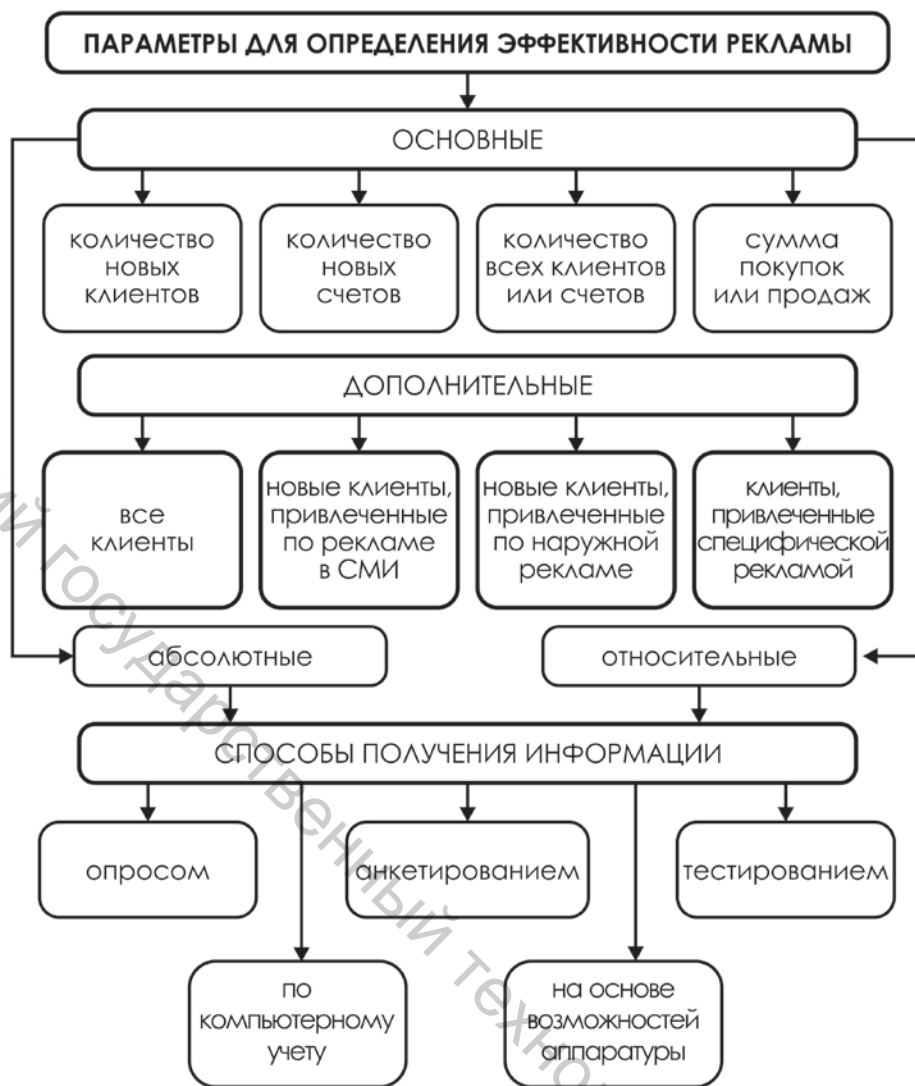 ПАРАМЕТРЫ ДЛЯ ОПРЕДЕЛЕНИЯ ЭФФЕКТИВНОСТИ РЕКЛАМЫ
ОСНОВНЫЕ
количество
новых
клиентов
количество
новых
счетов
количество
всех клиентов
или счетов
сумма
покупок
или продаж
ДОПОЛНИТЕЛЬНЫЕ
все
клиенты
новые клиенты,
привлеченные
по рекламе
в СМИ
новые клиенты,
привлеченные
по наружной
рекламе
клиенты,
привлеченные
специфической
рекламой
абсолютные
относительные
СПОСОБЫ ПОЛУЧЕНИЯ ИНФОРМАЦИИ
опросом
анкетированием
тестированием
по
компьютерному
учету
на основе
возможностей
аппаратуры
государственный